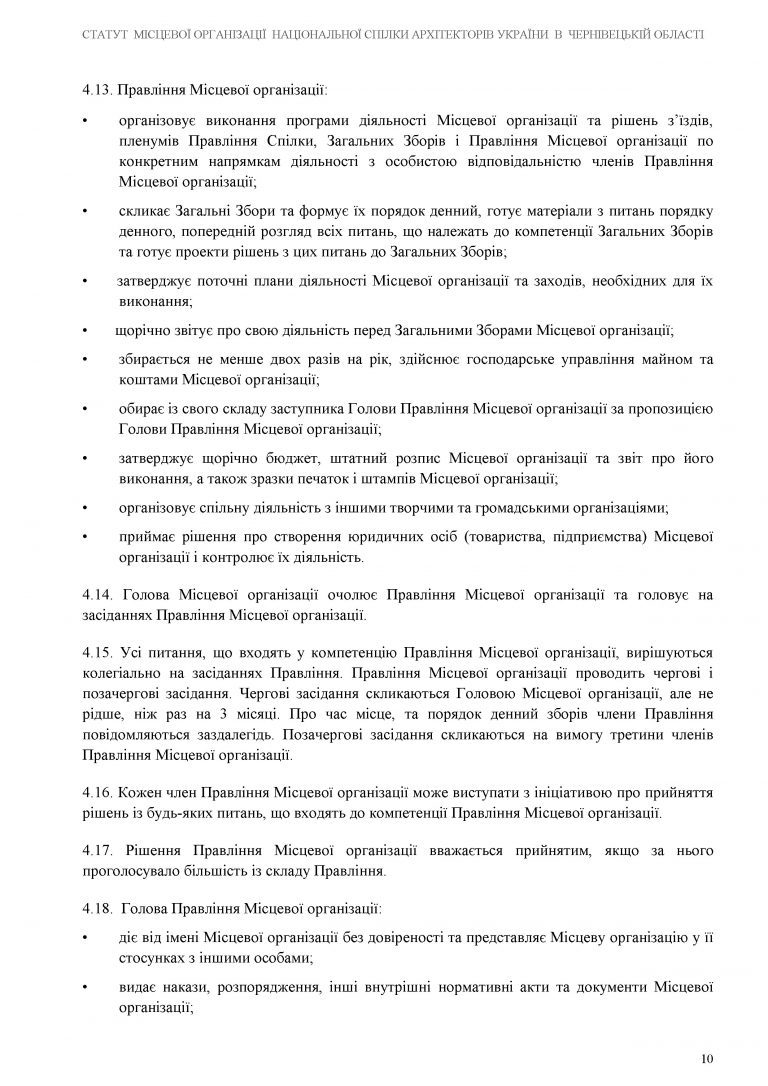 СТАТУТ МІСЦЕВОЇ ОРГАНІЗАЦІЇ НАЦІОНАЛЬНОЇ СПІЛКИ АРХІТЕКТОРІВ УКРАЇНИ В ЧЕРНІВЕЦЬКІЙ ОБЛАСТІ
4.13. Правління Місцевої організації:
• організовує виконання програми діяльності Місцевої організації та рішень з’їздів,
пленумів Правління Спілки, Загальних Зборів і Правління Місцевої організації по
конкретним напрямкам діяльності з особистою відповідальністю членів Правління
Місцевої організації;
• скликає Загальні Збори та формує їх порядок денний, готує матеріали з питань порядку
денного, попередній розгляд всіх питань, що належать до компетенції Загальних Зборів
та готує проекти рішень з цих питань до Загальних Зборів;
• затверджує поточні плани діяльності Місцевої організації та заходів, необхідних для їх
виконання;
• щорічно звітує про свою діяльність перед Загальними Зборами Місцевої організації;
• збирається не менше двох разів на рік, здійснює господарське управління майном та
коштами Місцевої організації;
• обирає із свого складу заступника Голови Правління Місцевої організації за пропозицією
Голови Правління Місцевої організації;
• затверджує щорічно бюджет, штатний розпис Місцевої організації та звіт про його
виконання, а також зразки печаток і штампів Місцевої організації;
• організовує спільну діяльність з іншими творчими та громадськими організаціями;
• приймає рішення про створення юридичних осіб (товариства, підприємства) Місцевої
організації і контролює їх діяльність.
4.14. Голова Місцевої організації очолює Правління Місцевої організації та головує на
засіданнях Правління Місцевої організації.
4.15. Усі питання, що входять у компетенцію Правління Місцевої організації, вирішуються
колегіально на засіданнях Правління. Правління Місцевої організації проводить чергові і
позачергові засідання. Чергові засідання скликаються Головою Місцевої організації, але не
рідше, ніж раз на 3 місяці. Про час місце, та порядок денний зборів члени Правління
повідомляються заздалегідь. Позачергові засідання скликаються на вимогу третини членів
Правління Місцевої організації.
4.16. Кожен член Правління Місцевої організації може виступати з ініціативою про прийняття
рішень із будь-яких питань, що входять до компетенції Правління Місцевої організації.
4.17. Рішення Правління Місцевої організації вважається прийнятим, якщо за нього
проголосувало більшість із складу Правління.
4.18. Голова Правління Місцевої організації:
• діє від імені Місцевої організації без довіреності та представляє Місцеву організацію у її
стосунках з іншими особами;
• видає накази, розпорядження, інші внутрішні нормативні акти та документи Місцевої
організації;
10